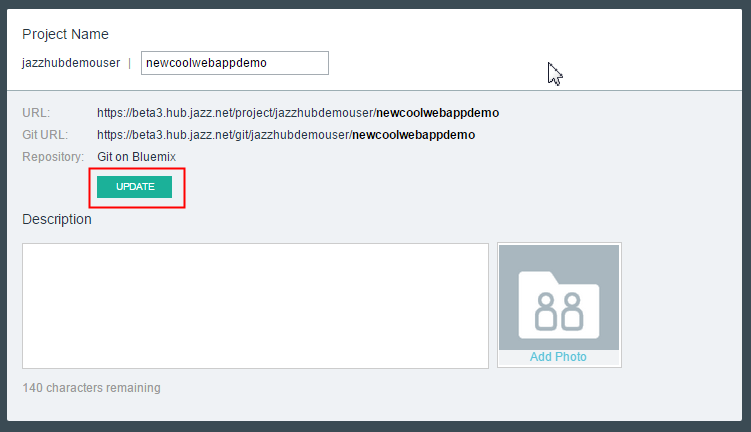 Project Name
jazzhubdemouser | newcoolwebappdemo
URL: https://beta3.hub.jazz.net/project/jazzhubdemouser/newcoolwebappdemo
Git URL: https://beta3.hub.jazz.net/git/jazzhubdemouser/newcoolwebappdemo
Repository: Git on Bluemix
UPDATE
Description
Add Photo
140 characters remaining